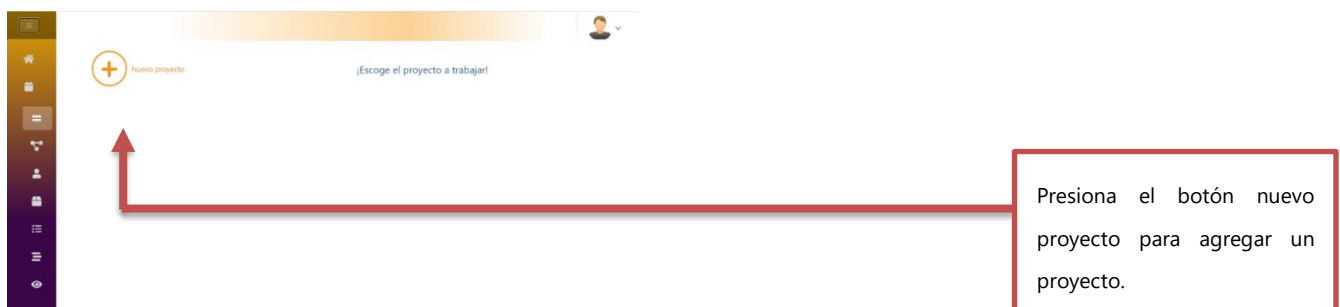 Nuevo proyecto
¡Escoge el proyecto a trabajar!
Presiona el botón nuevo
proyecto para agregar un
proyecto.